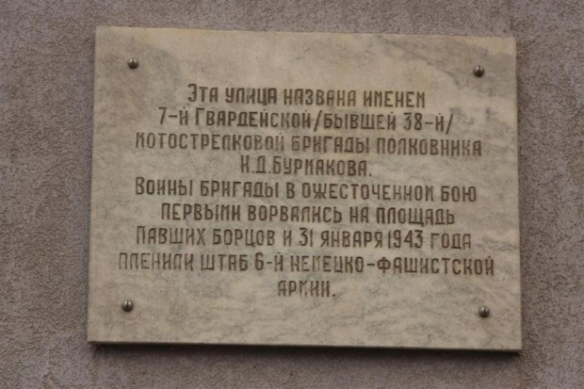 Эта улица названа именем
7-й Гвардейской/бывшей 38-й/
мотострелковой бригады полковника
И.Д.Бурмакова.
Воины бригады в ожесточенном бою
первыми ворвались на площадь
Павших Борцов и 31 января 1943 года
пленили штаб 6-й немецко-фашистской
армии.